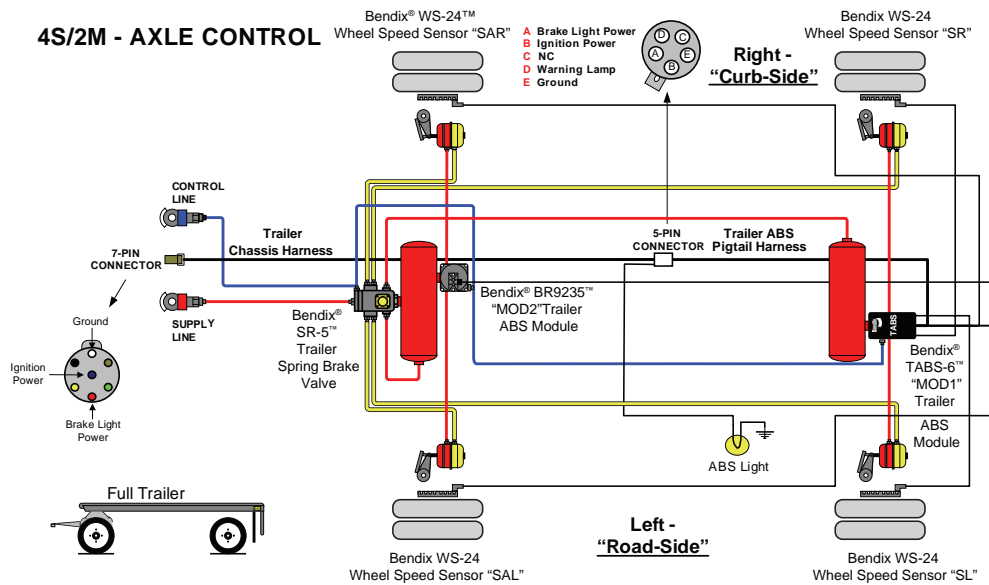 4S/2M - AXLE CONTROL
Bendix® WS-24™
Wheel Speed Sensor “SAR”
A Brake Light Power
B Ignition Power
C NC
D Warning Lamp
E Ground
D
C
A
E
B
Right -
“Curb-Side”
Bendix WS-24
Wheel Speed Sensor “SR”
CONTROL
LINE
7-PIN
CONNECTOR
Trailer
Chassis Harness
SUPPLY
LINE
5-PIN
CONNECTOR
Trailer ABS
Pigtail Harness
Bendix® BR9235™
“MOD2”Trailer
ABS Module
Bendix®
SR-5™
Trailer
Spring Brake
Valve
TABS
Bendix®
TABS-6™
“MOD1”
Trailer
ABS
Module
Ground
Ignition
Power
Brake Light
Power
ABS Light
Full Trailer
Left -
“Road-Side”
Bendix WS-24
Wheel Speed Sensor “SAL”
Bendix WS-24
Wheel Speed Sensor “SL”